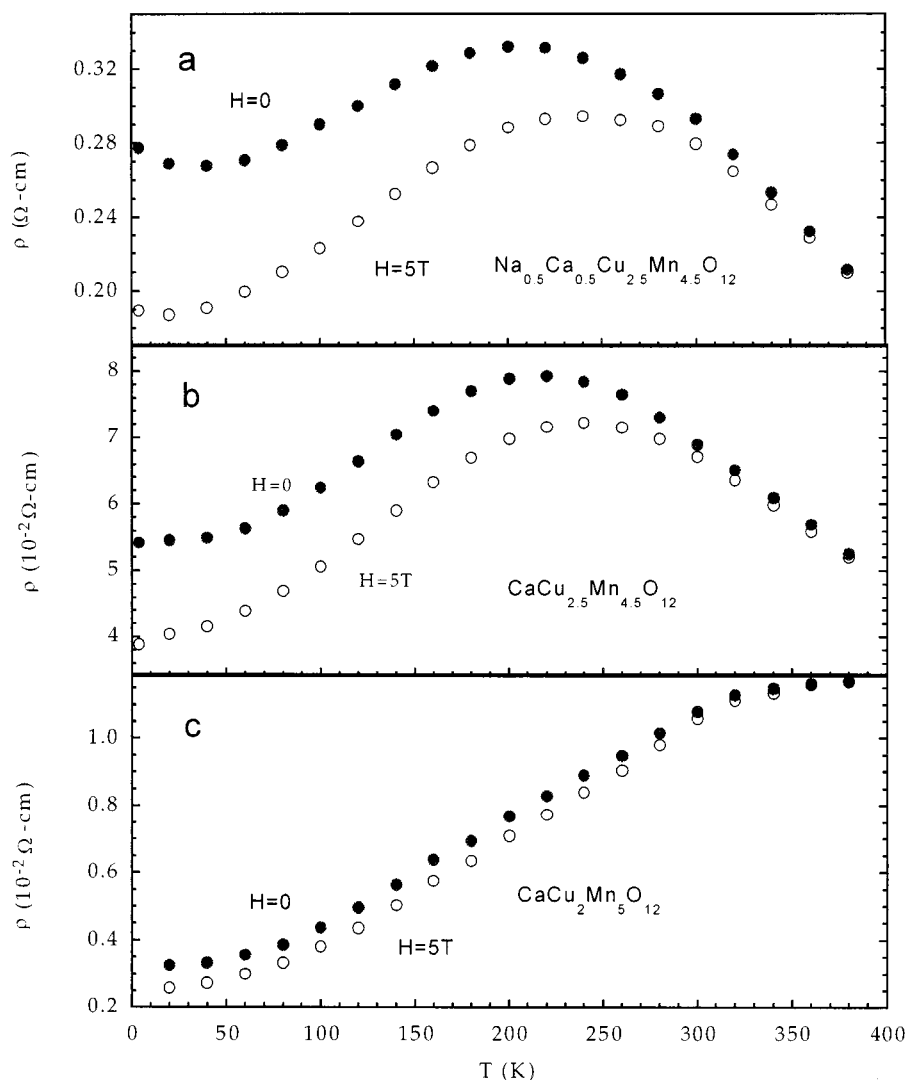 a
0.32
H=0
0.28
0.24
0.20
ρ (Ω-cm)
H=5T
Na0.5Ca0.5Cu2.5Mn4.5O12
b
8
7
6
5
4
ρ (10-2Ω-cm)
H=0
H=5T
CaCu2.5Mn4.5O12
c
1.0
0.8
0.6
0.4
0.2
ρ (10-2Ω-cm)
H=0
H=5T
CaCu2Mn5O12
0 50 100 150 200 250 300 350 400
T (K)